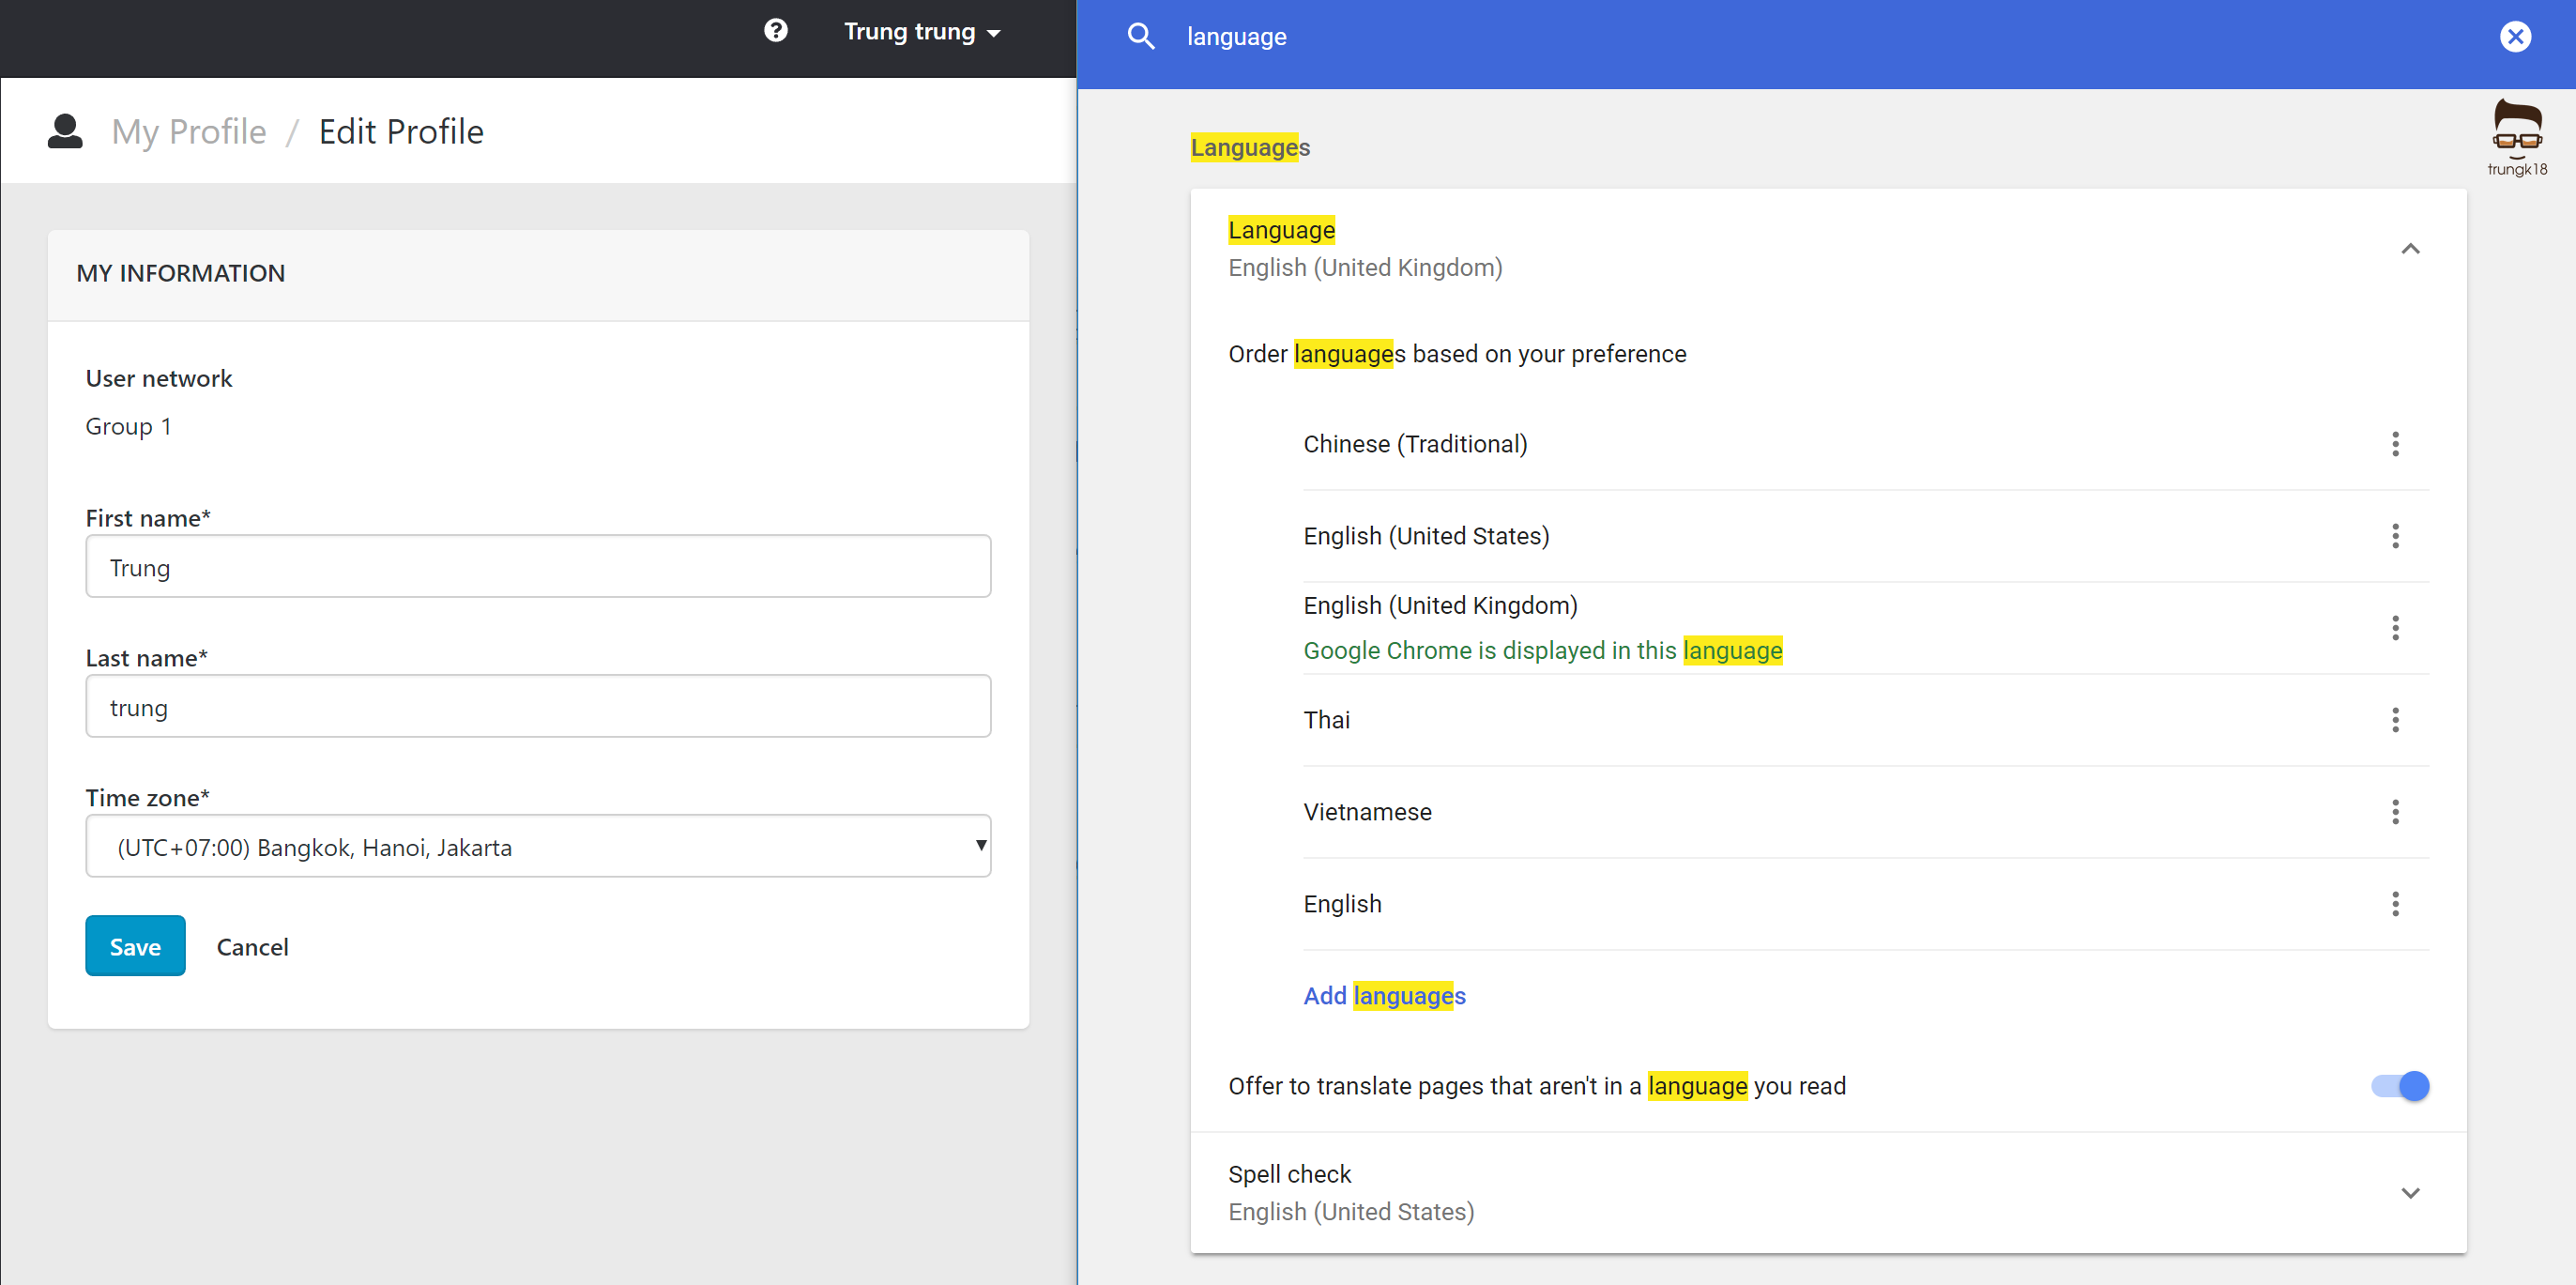 Trung trung
My Profile / Edit Profile
MY INFORMATION
User network
Group 1
First name*
Trung
Last name*
trung
Time zone*
(UTC+07:00) Bangkok, Hanoi, Jakarta
Save Cancel
language
trungk18
Languages
Language
English (United Kingdom)
Order languages based on your preference
Chinese (Traditional)
English (United States)
English (United Kingdom)
Google Chrome is displayed in this language
Thai
Vietnamese
English
Add languages
Offer to translate pages that aren't in a language you read
Spell check
English (United States)